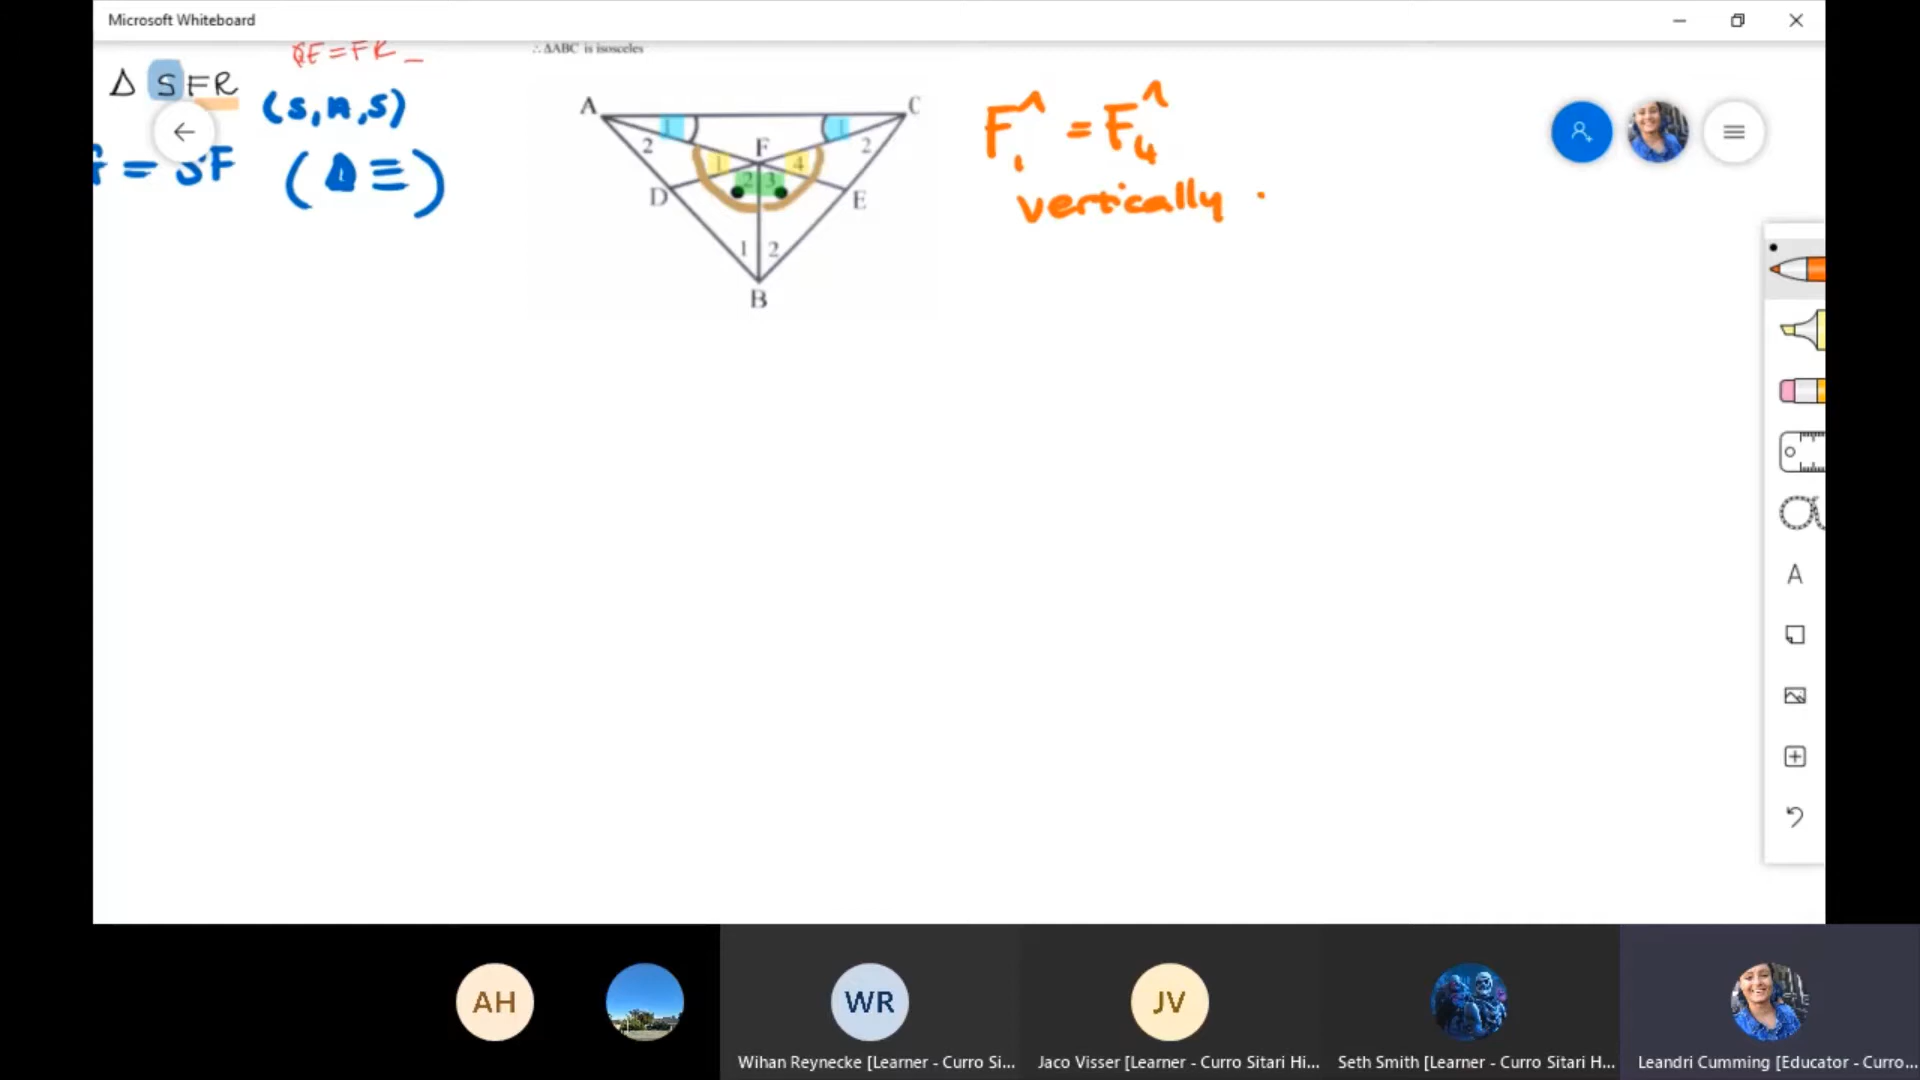 Microsoft Whiteboard
QF = FR
∴ ΔABC is isosceles
Δ SFR
(s, n, s)
= SF (Δ ≡)
A C
1 1
2 F 2
1 4
2 3
D E
1 2
B
F̂₁ = F̂₄
vertically
A
AH
WR
JV
Wihan Reynecke [Learner - Curro Si...
Jaco Visser [Learner - Curro Sitari Hi...
Seth Smith [Learner - Curro Sitari H...
Leandri Cumming [Educator - Curro...